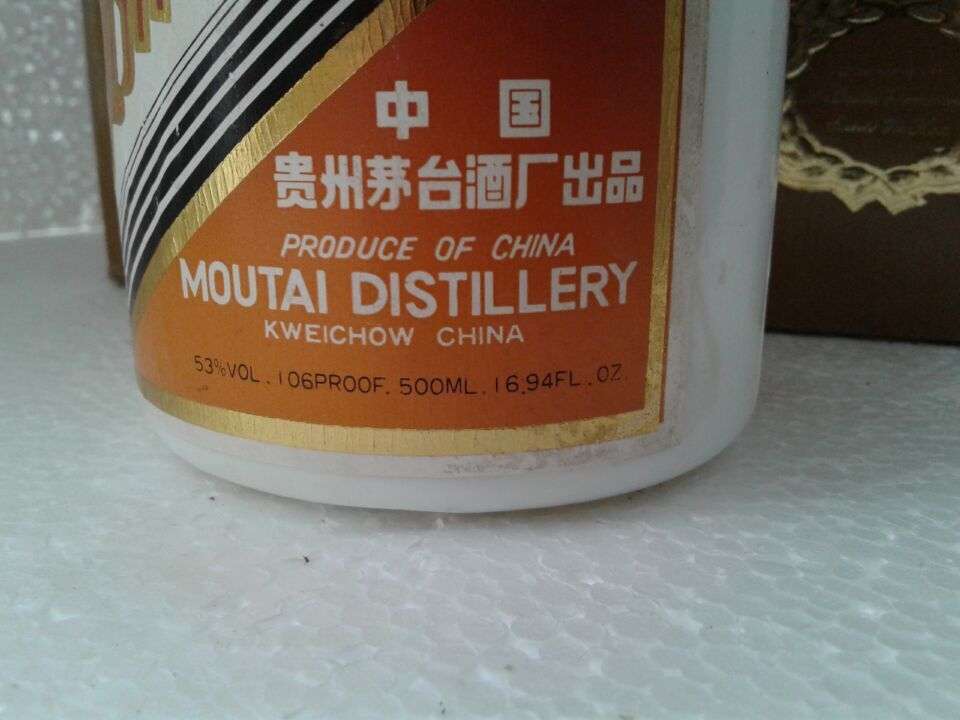 中国
贵州茅台酒厂出品
PRODUCE OF CHINA
MOUTAI DISTILLERY
KWEICHOW CHINA
53%VOL. 106PROOF. 500ML. 16.94FL.OZ.